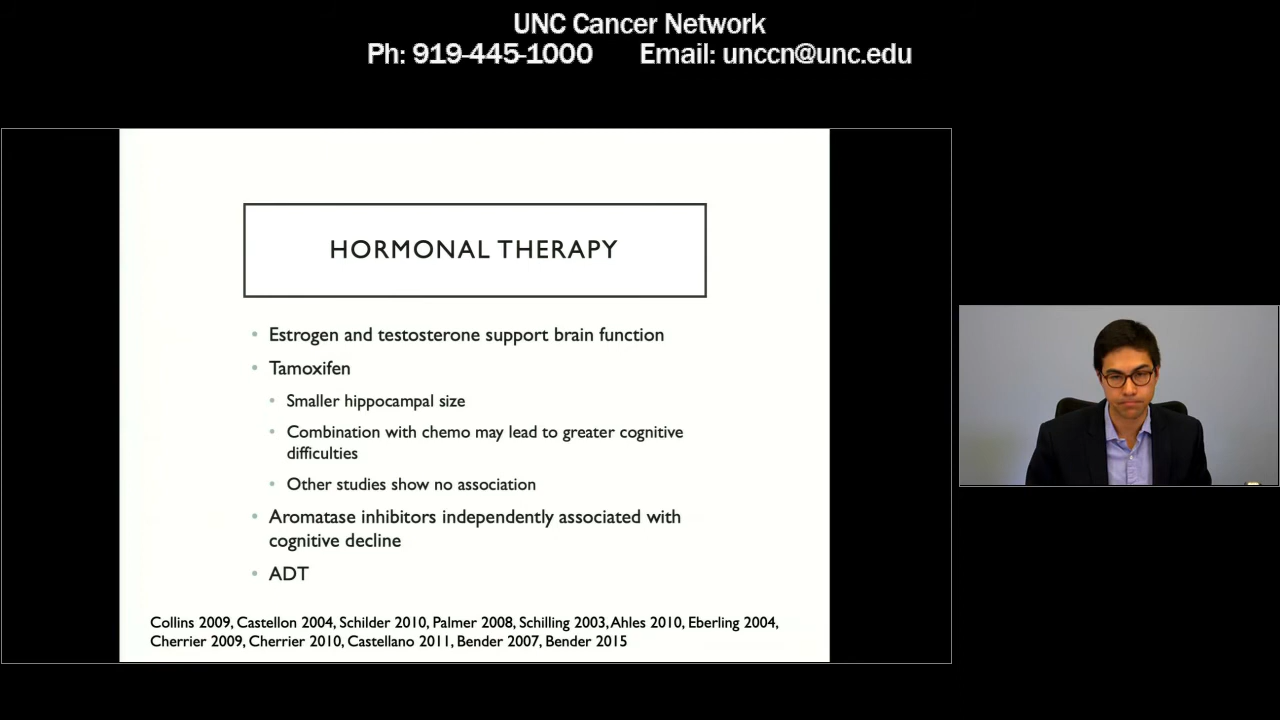 UNC Cancer Network
Ph: 919-445-1000 Email: unccn@unc.edu
HORMONAL THERAPY
• Estrogen and testosterone support brain function
• Tamoxifen
• Smaller hippocampal size
• Combination with chemo may lead to greater cognitive
difficulties
• Other studies show no association
• Aromatase inhibitors independently associated with
cognitive decline
• ADT
Collins 2009, Castellon 2004, Schilder 2010, Palmer 2008, Schilling 2003, Ahles 2010, Eberling 2004,
Cherrier 2009, Cherrier 2010, Castellano 2011, Bender 2007, Bender 2015